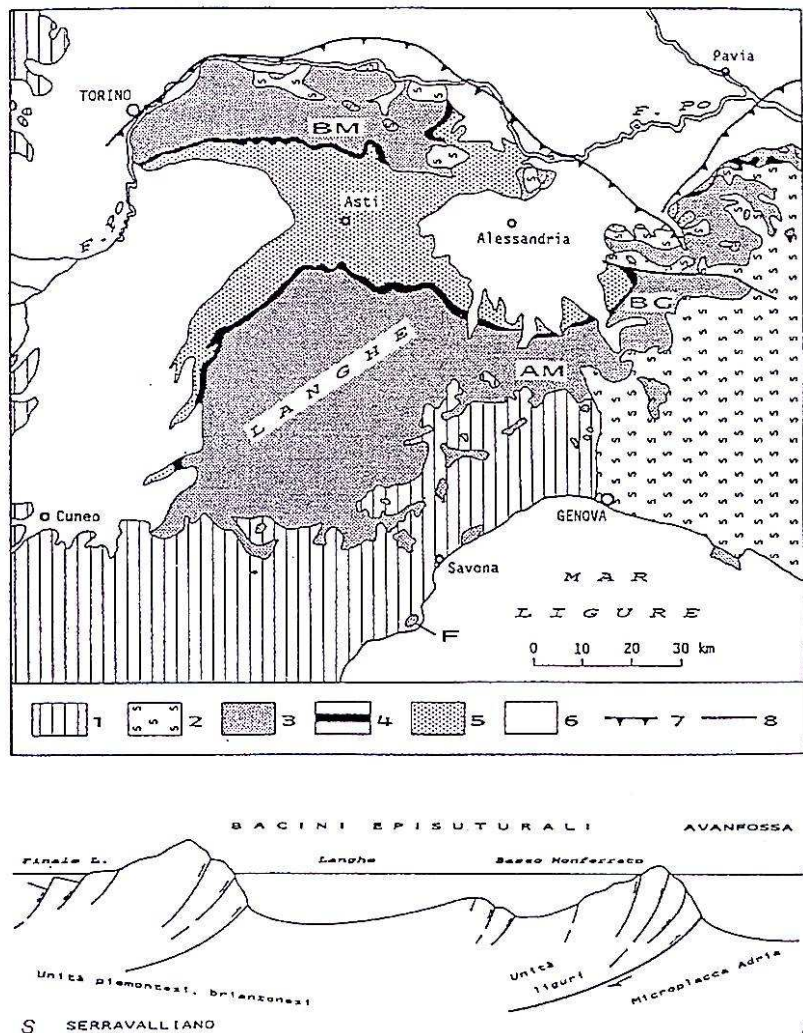 Pavia
TORINO
F. PO
BM
Asti
F. PO
Alessandria
BC
LANGHE
AM
Cuneo
GENOVA
Savona
MAR
LIGURE
F
0 10 20 30 km
1 2 3 4 5 6 7 8
BACINI EPISUTURALI AVANFOSSA
Finale L. Langhe Basso Monferrato
Unità piemontesi, brianzonesi
Unità
liguri
Microplacca Adria
S SERRAVALLIANO